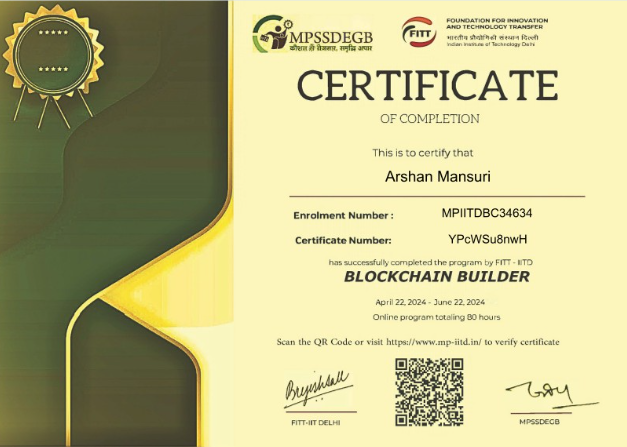 MPSSDEGB
कौशल से रोजगार, समृद्धि अपार
FITT
FOUNDATION FOR INNOVATION
AND TECHNOLOGY TRANSFER
भारतीय प्रौद्योगिकी संस्थान दिल्ली
Indian Institute of Technology Delhi
CERTIFICATE
OF COMPLETION
This is to certify that
Arshan Mansuri
Enrolment Number : MPIITDBC34634
Certificate Number: YPcWSu8nwH
has successfully completed the program by FITT - IITD
BLOCKCHAIN BUILDER
April 22, 2024 - June 22, 2024
Online program totaling 80 hours
Scan the QR Code or visit https://www.mp-iitd.in/ to verify certificate
FITT-IIT DELHI
MPSSDEGB